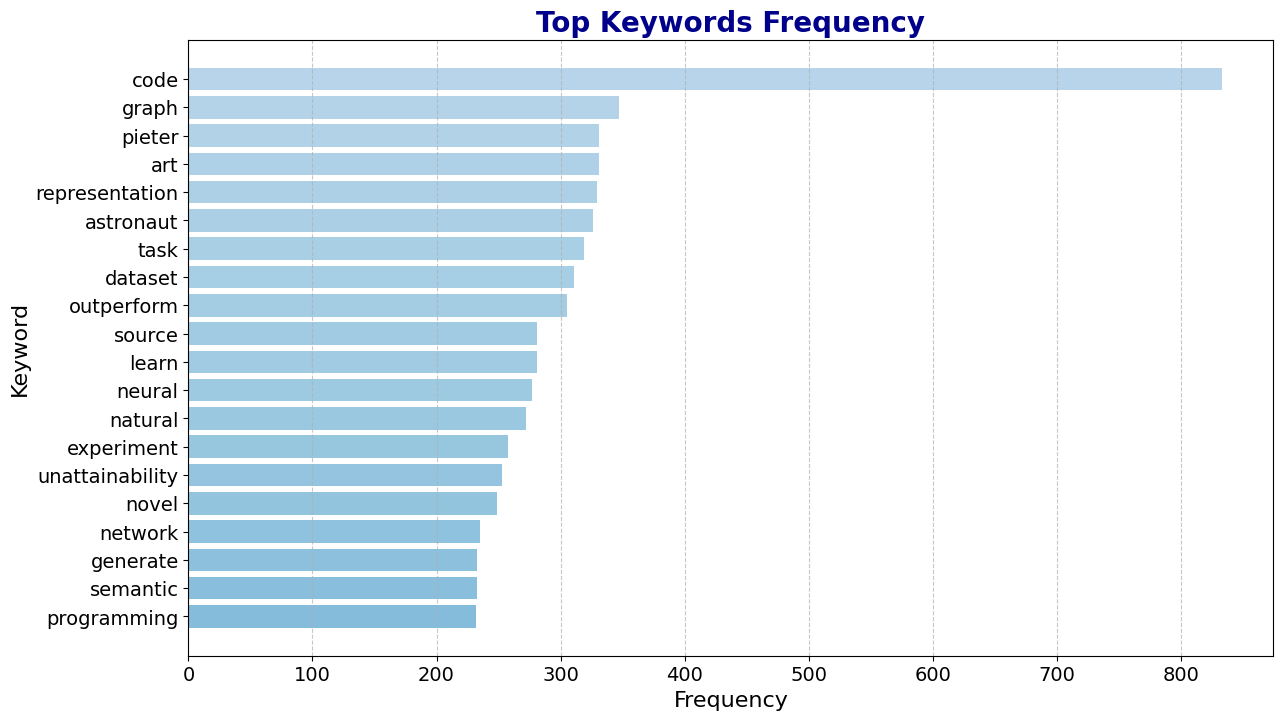 Top Keywords Frequency
code
graph
pieter
art
representation
astronaut
task
dataset
outperform
source
learn
neural
natural
experiment
unattainability
novel
network
generate
semantic
programming
Keyword
0 100 200 300 400 500 600 700 800
Frequency